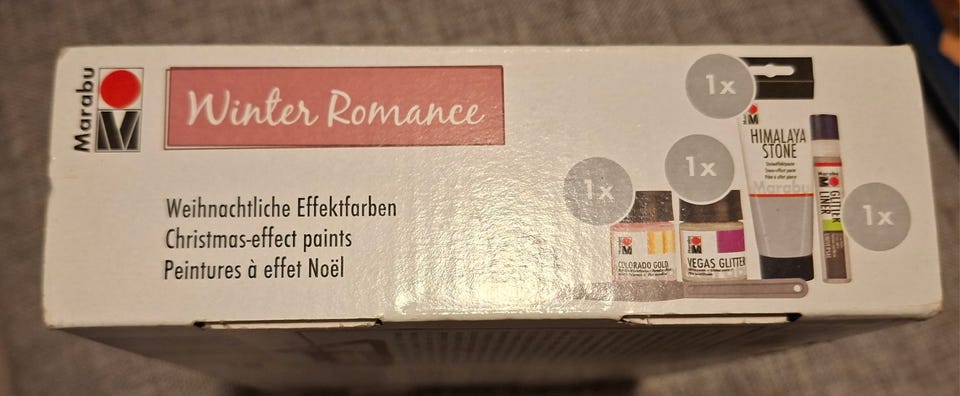 Marabu
Winter Romance
Weihnachtliche Effektfarben
Christmas-effect paints
Peintures à effet Noël
1x
1x
1x
1x
HIMALAYA
STONE
Marabu
COLORADO GOLD
VEGAS GLITTER
Marabu
GLITTER
LINER